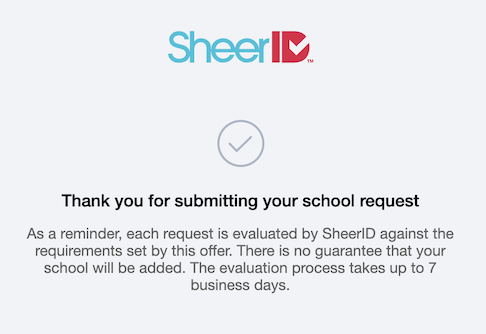 SheerID™
Thank you for submitting your school request
As a reminder, each request is evaluated by SheerID against the
requirements set by this offer. There is no guarantee that your
school will be added. The evaluation process takes up to 7
business days.